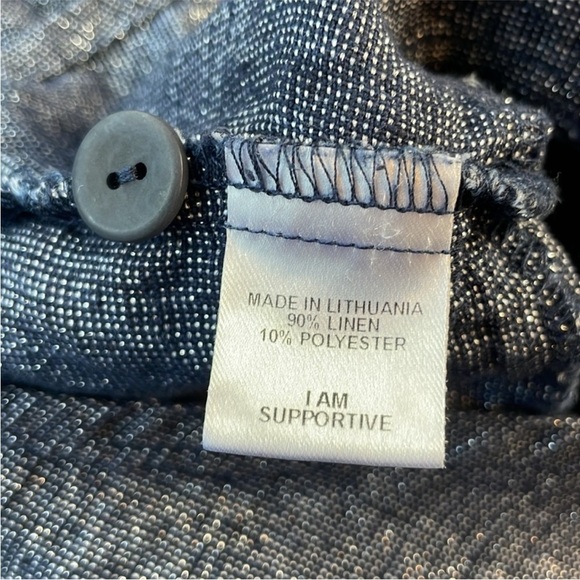 MADE IN LITHUANIA
90% LINEN
10% POLYESTER
I AM
SUPPORTIVE